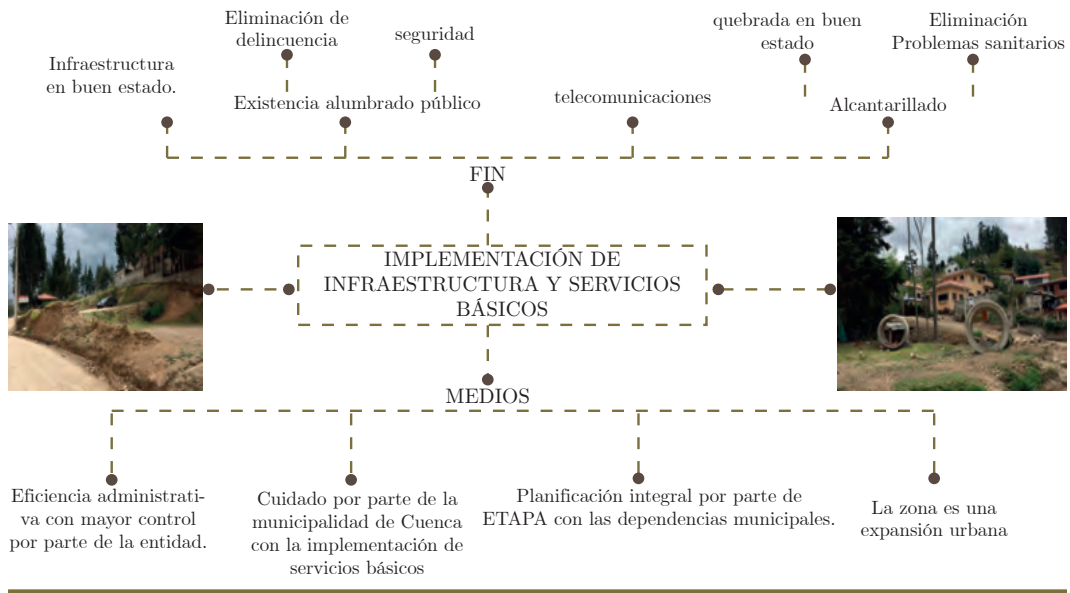 Eliminación de
delincuencia
seguridad
quebrada en buen
estado
Eliminación
Problemas sanitarios
Infraestructura
en buen estado.
Existencia alumbrado público
telecomunicaciones
Alcantarillado
FIN
IMPLEMENTACIÓN DE
INFRAESTRUCTURA Y SERVICIOS
BÁSICOS
MEDIOS
Eficiencia administrati-
va con mayor control
por parte de la entidad.
Cuidado por parte de la
municipalidad de Cuenca
con la implementación de
servicios básicos
Planificación integral por parte de
ETAPA con las dependencias municipales.
La zona es una
expansión urbana